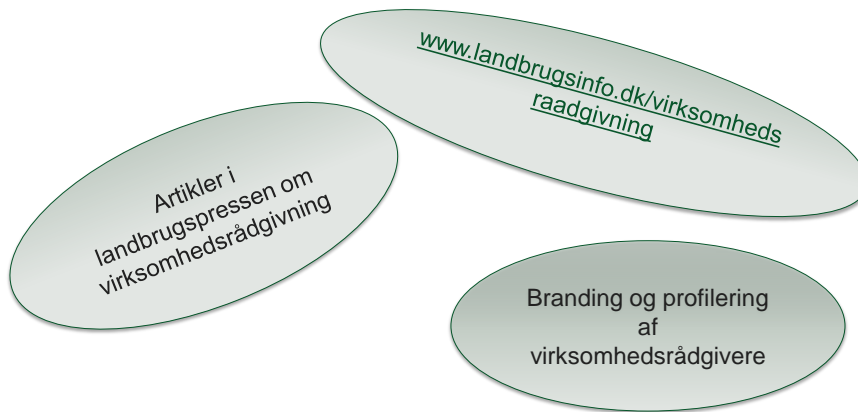 www.landbrugsinfo.dk/virksomheds
raadgivning
Artikler i
landbrugspressen om
virksomhedsrådgivning
Branding og profilering
af
virksomhedsrådgivere